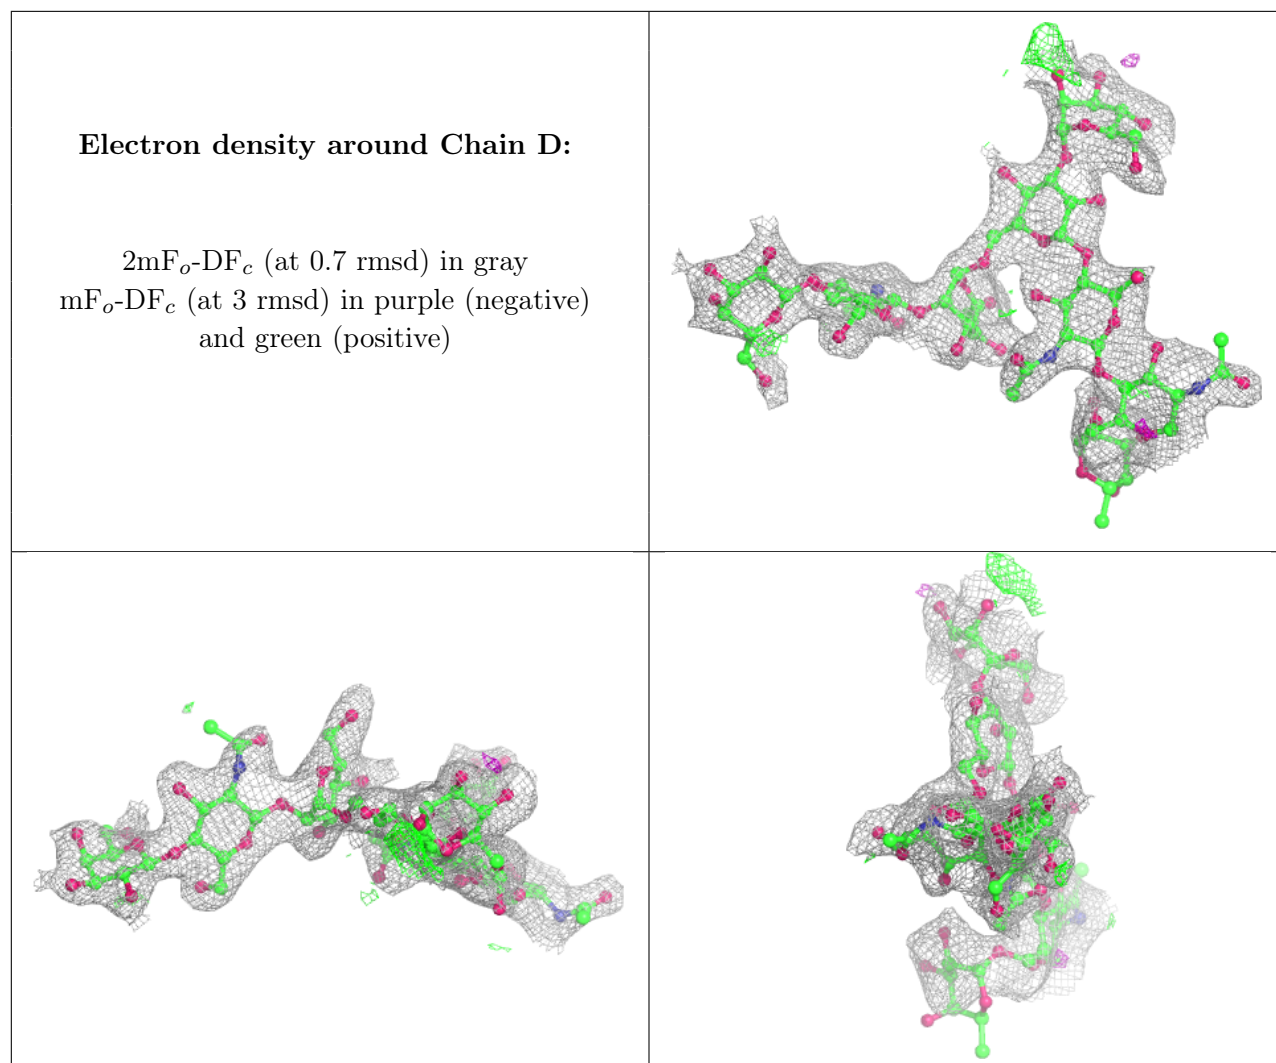 Electron density around Chain D:
2mFo-DFc (at 0.7 rmsd) in gray
mFo-DFc (at 3 rmsd) in purple (negative)
and green (positive)